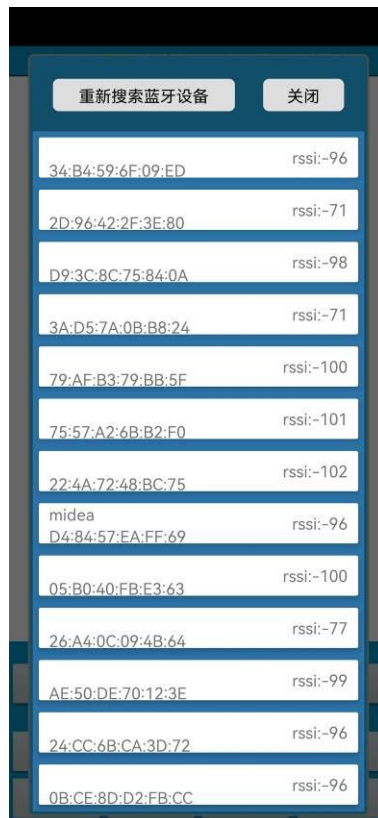 重新搜索蓝牙设备 关闭
rssi:-96
34:B4:59:6F:09:ED
rssi:-71
2D:96:42:2F:3E:80
rssi:-98
D9:3C:8C:75:84:0A
rssi:-71
3A:D5:7A:0B:B8:24
rssi:-100
79:AF:B3:79:BB:5F
rssi:-101
75:57:A2:6B:B2:F0
rssi:-102
22:4A:72:48:BC:75
midea
rssi:-96
D4:84:57:EA:FF:69
rssi:-100
05:B0:40:FB:E3:63
rssi:-77
26:A4:0C:09:4B:64
rssi:-99
AE:50:DE:70:12:3E
rssi:-96
24:CC:6B:CA:3D:72
rssi:-96
0B:CE:8D:D2:FB:CC